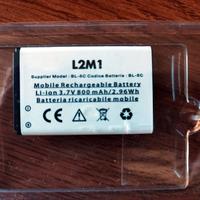 L2M1
Supplier Model : BL-5C Codice Batteria : BL-5C
Mobile Rechargeable Battery
Li-ion 3.7V 800 mAh/2.96Wh
Batteria ricaricabile mobile